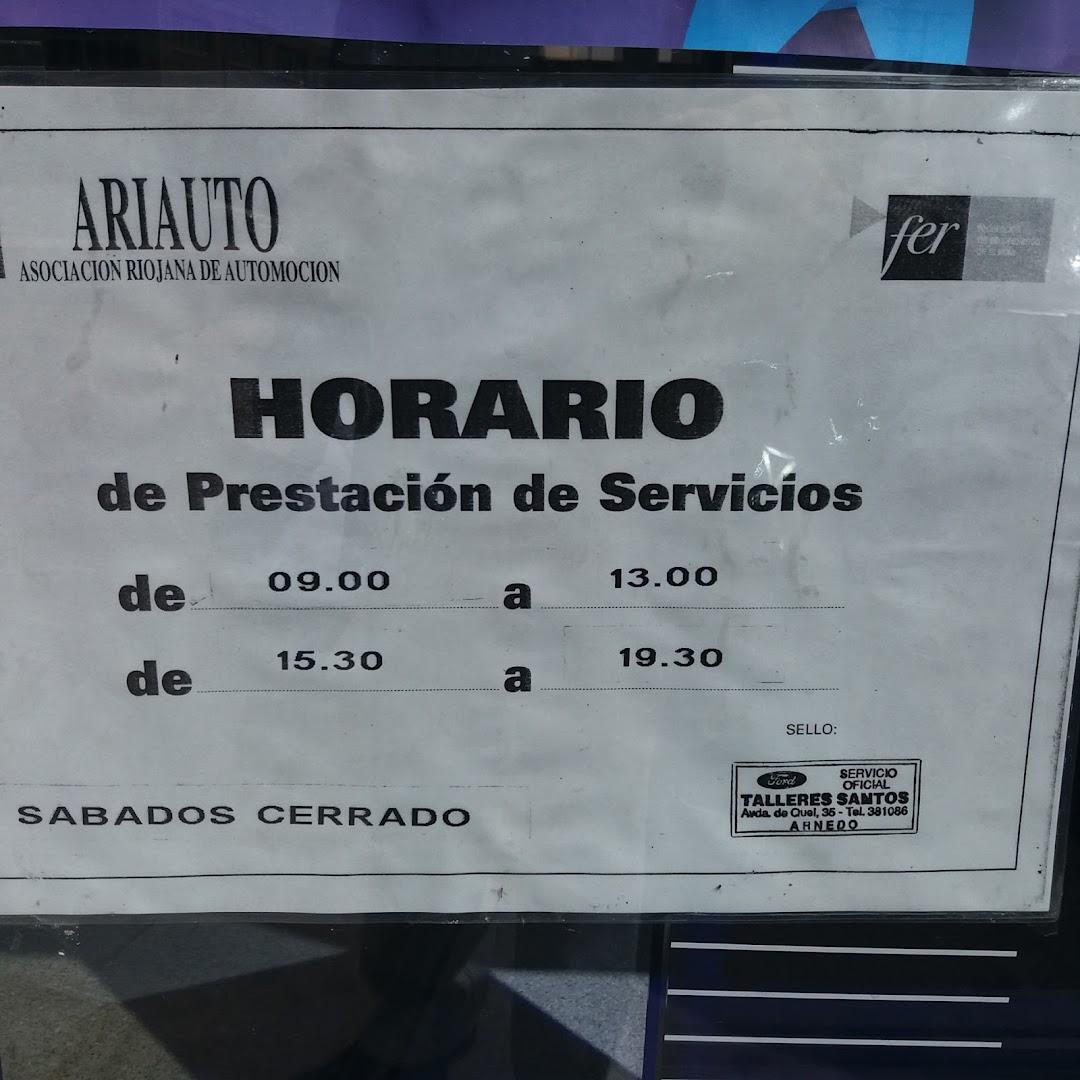 ARIAUTO
ASOCIACION RIOJANA DE AUTOMOCION
fer
HORARIO
de Prestación de Servicios
de 09.00 a 13.00
de 15.30 a 19.30
SELLO:
Ford
SERVICIO
OFICIAL
TALLERES SANTOS
Avda. de Quel, 35 - Tel. 381086
ARNEDO
SABADOS CERRADO